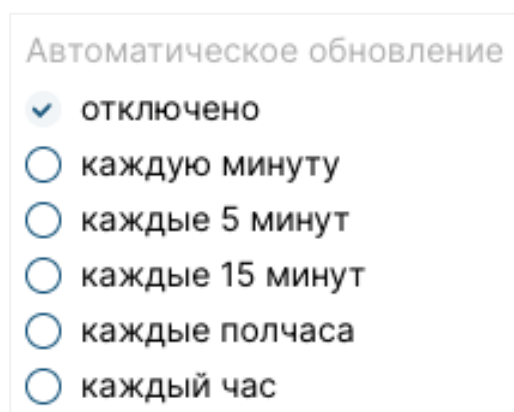 Автоматическое обновление
отключено
каждую минуту
каждые 5 минут
каждые 15 минут
каждые полчаса
каждый час